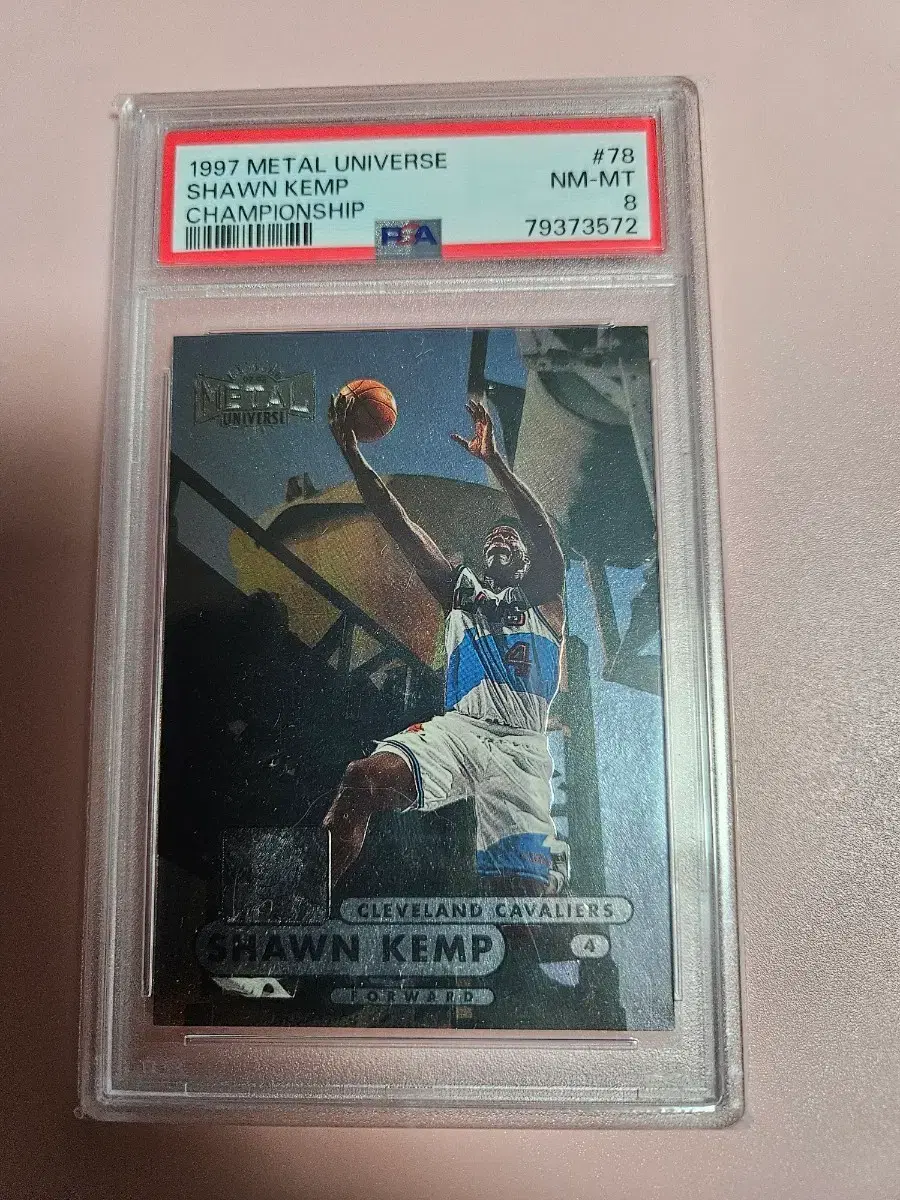 1997 METAL UNIVERSE #78
SHAWN KEMP NM-MT
CHAMPIONSHIP 8
PSA 79373572
METAL
UNIVERSE
4
CLEVELAND CAVALIERS
SHAWN KEMP 4
FORWARD